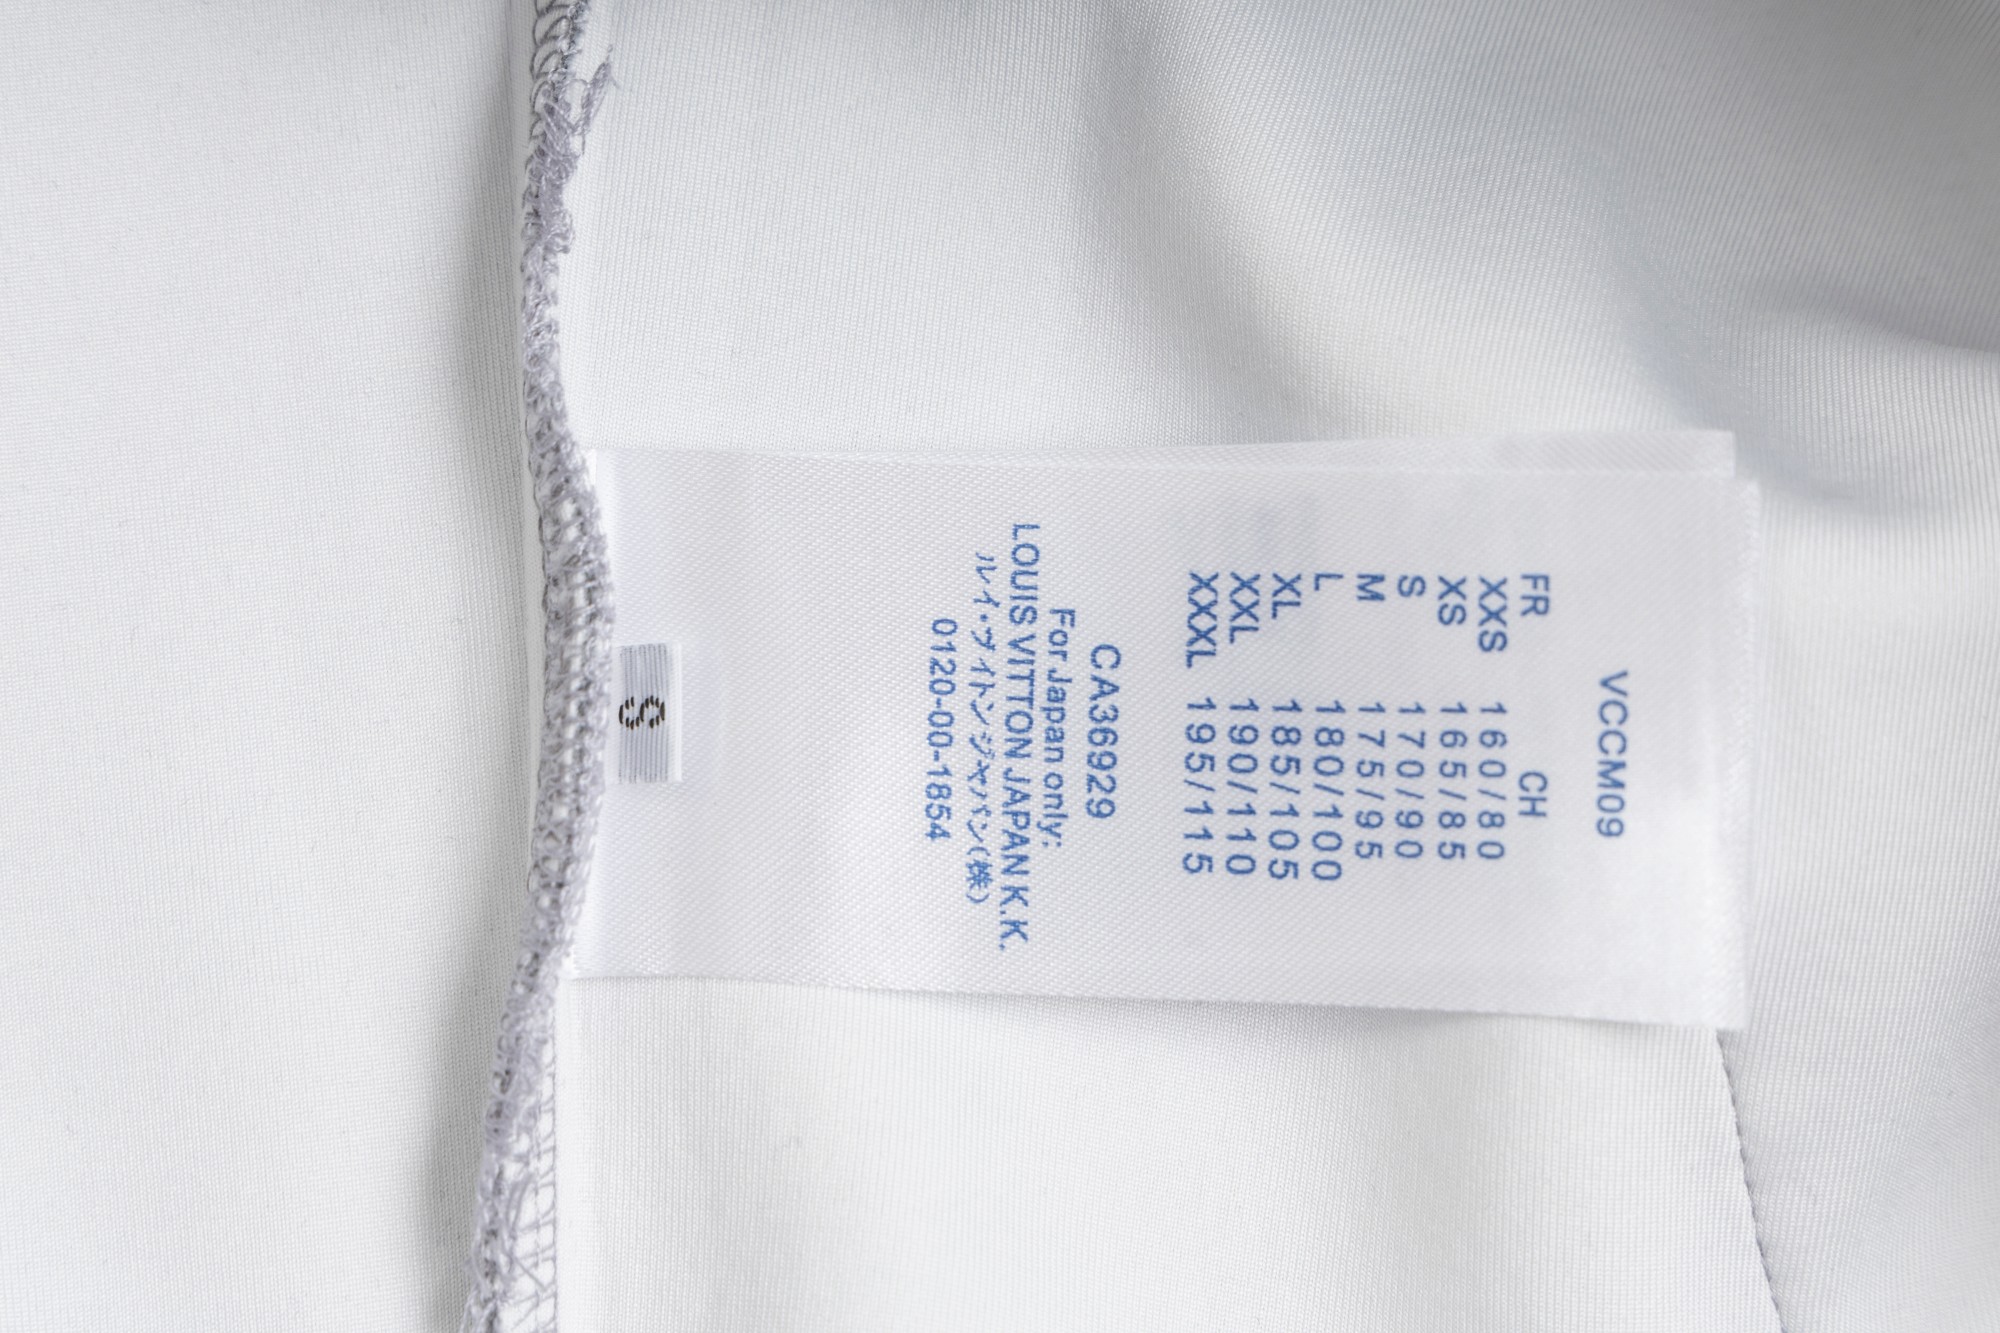 VCCM09
FR CH
XXS 160/80
XS 165/85
S 170/90
M 175/95
L 180/100
XL 185/105
XXL 190/110
XXXL 195/115
CA36929
For Japan only:
LOUIS VITTON JAPAN K.K.
ルイ・ヴイトンジャパン(株)
0120-00-1854
S